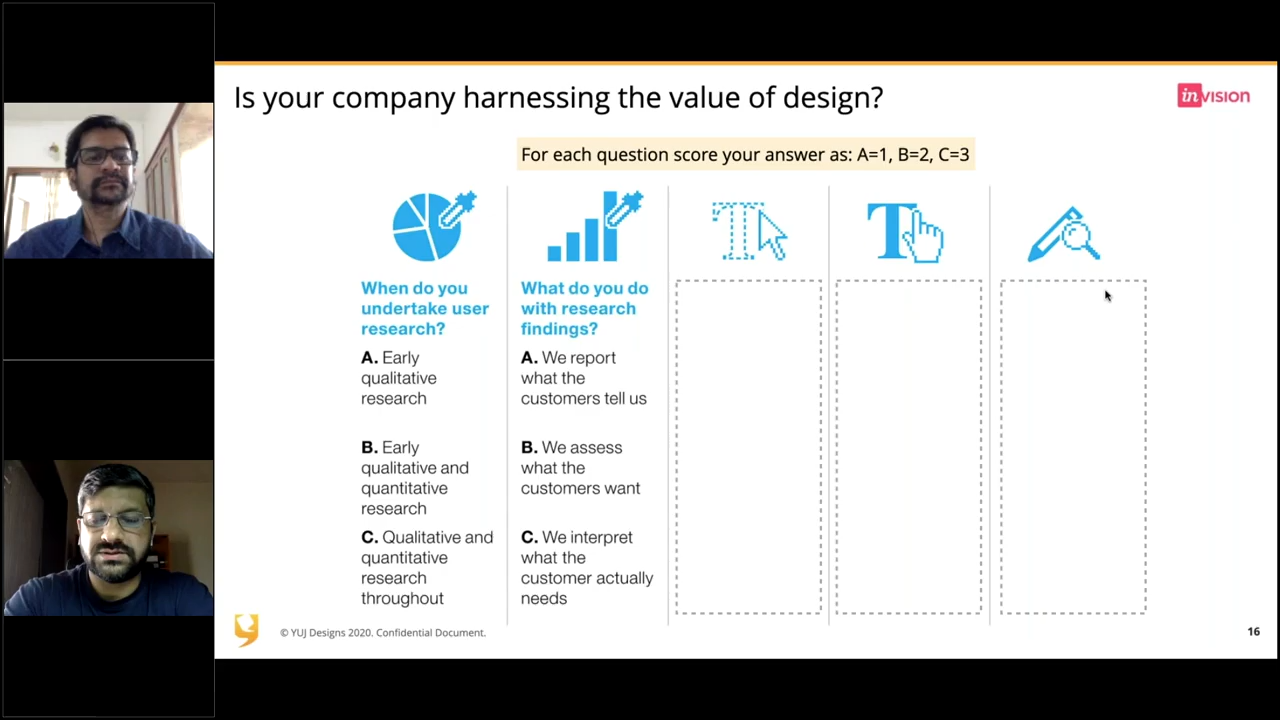 Is your company harnessing the value of design?
invision
For each question score your answer as: A=1, B=2, C=3
When do you
undertake user
research?
A. Early
qualitative
research
B. Early
qualitative and
quantitative
research
C. Qualitative and
quantitative
research
throughout
What do you do
with research
findings?
A. We report
what the
customers tell us
B. We assess
what the
customers want
C. We interpret
what the
customer actually
needs
T
T
© YUJ Designs 2020. Confidential Document.
16